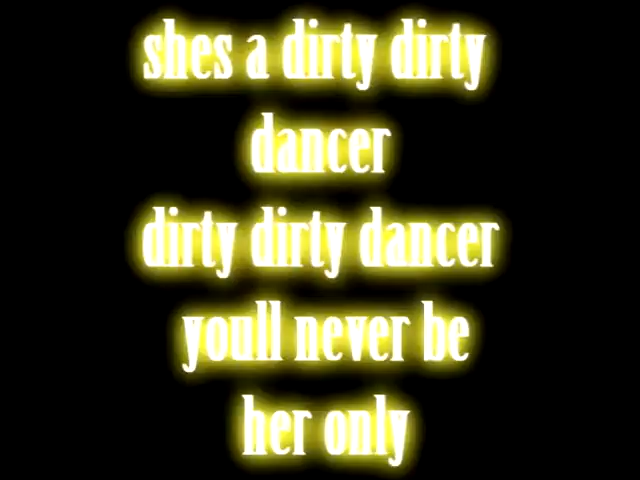 shes a dirty dirty
dancer
dirty dirty dancer
youll never be
her only